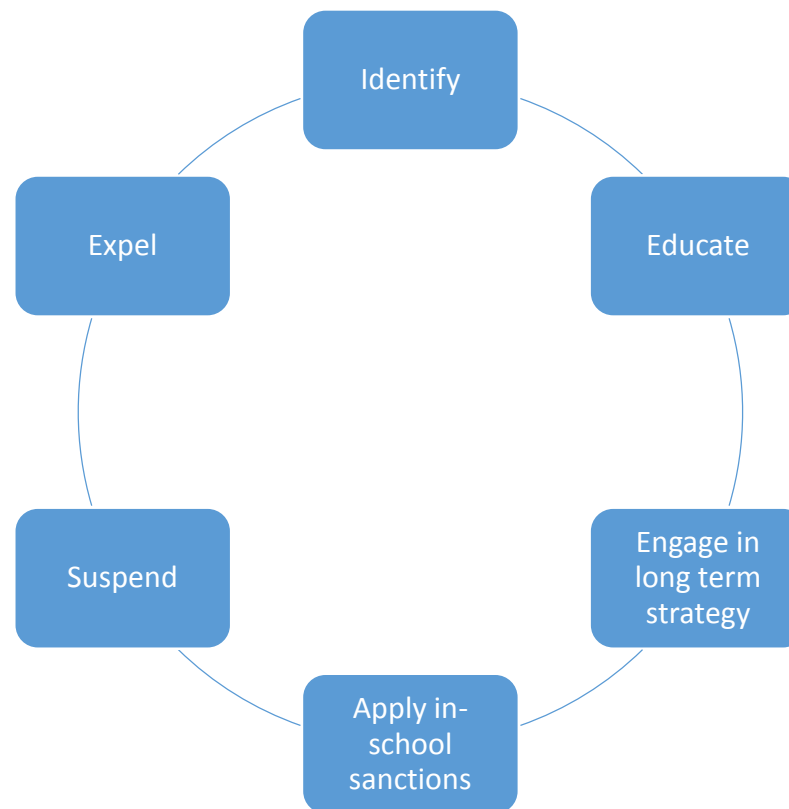 Identify
Educate
Engage in
long term
strategy
Apply in-
school
sanctions
Suspend
Expel